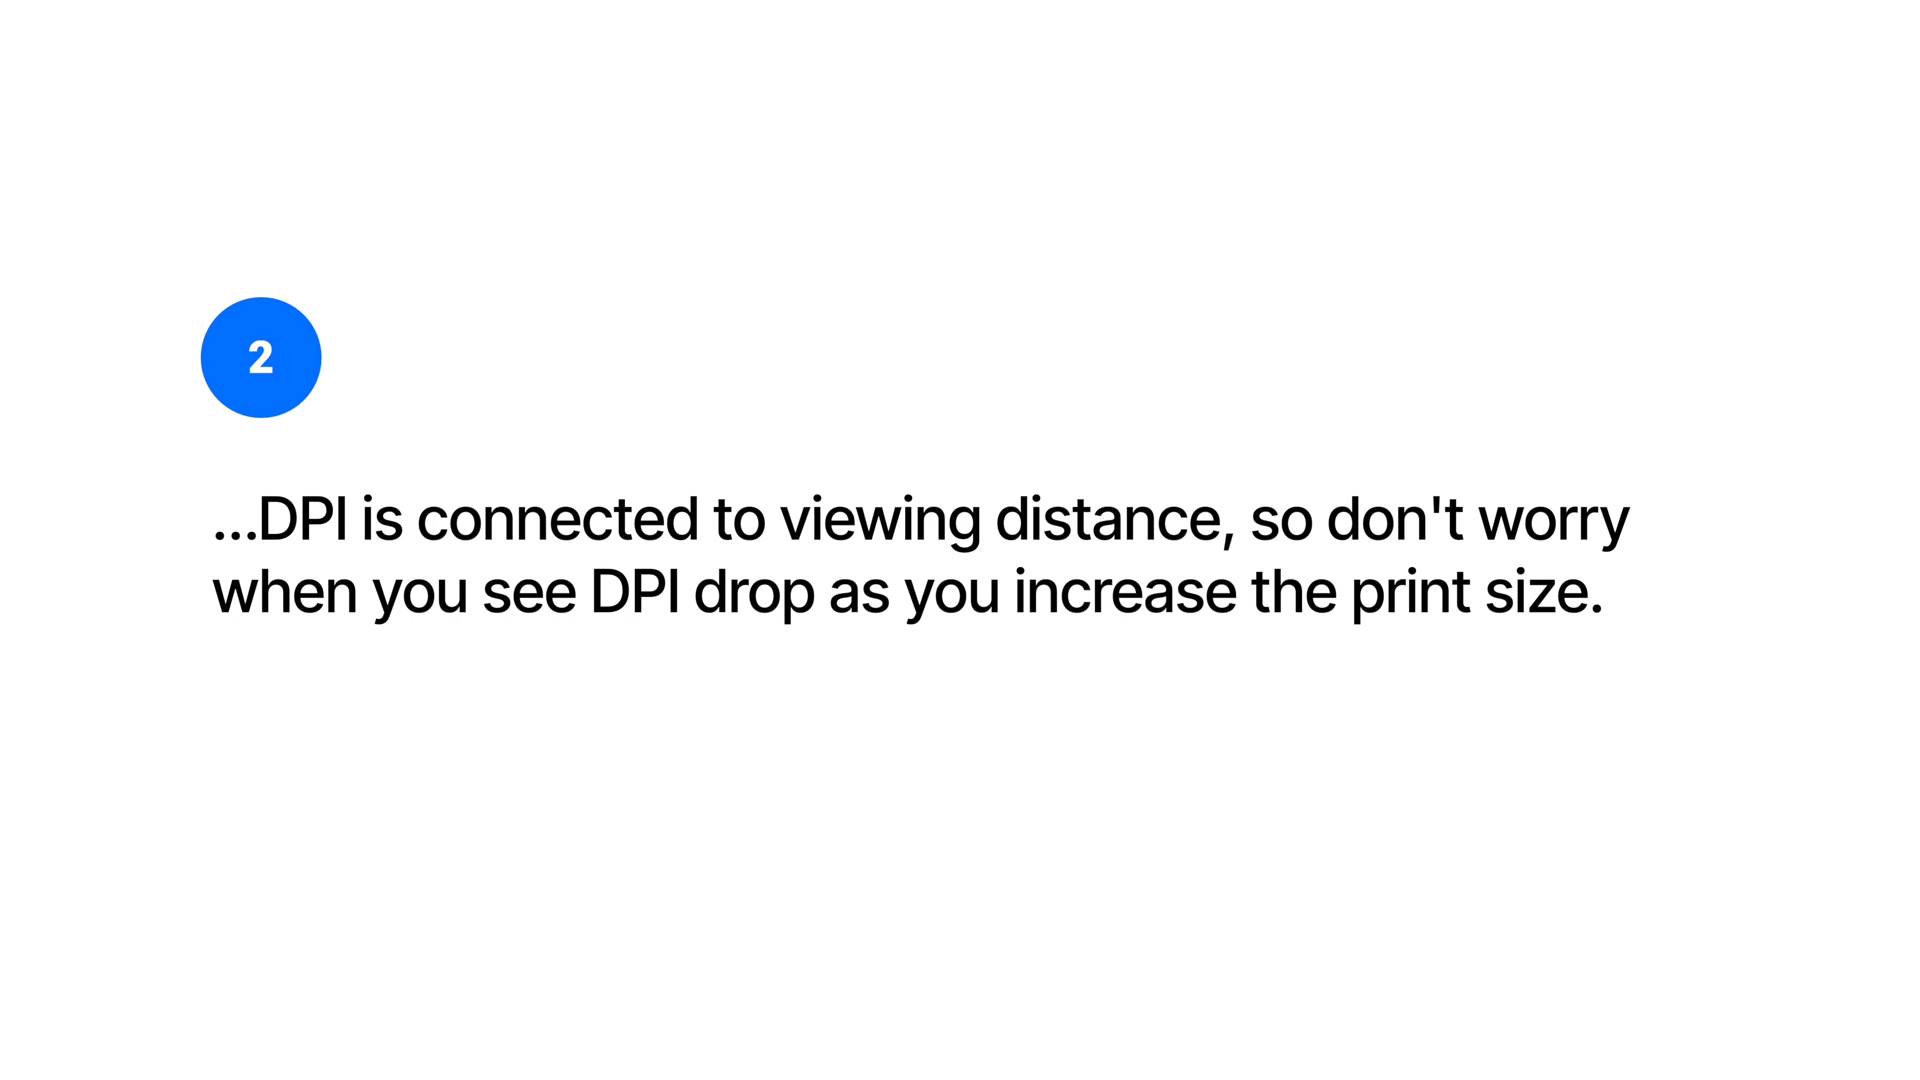 2
...DPI is connected to viewing distance, so don't worry
when you see DPI drop as you increase the print size.